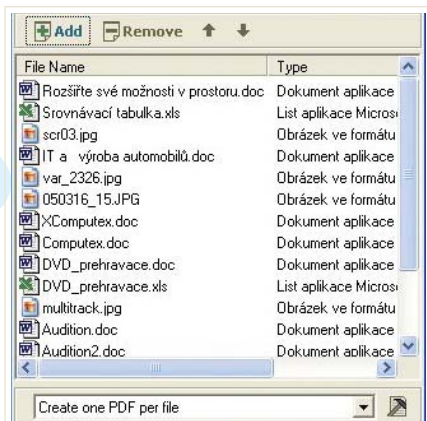 Add Remove
File Name Type
Rozšiřte své možnosti v prostoru.doc Dokument aplikace
Srovnávací tabulka.xls List aplikace Micros
scr03.jpg Obrázek ve formátu
IT a výroba automobilů.doc Dokument aplikace
var_2326.jpg Obrázek ve formátu
050316_15.JPG Obrázek ve formátu
XComputex.doc Dokument aplikace
Computex.doc Dokument aplikace
DVD_prehravace.doc Dokument aplikace
DVD_prehravace.xls List aplikace Micros
multitrack.jpg Obrázek ve formátu
Audition.doc Dokument aplikace
Audition2.doc Dokument aplikace
Create one PDF per file